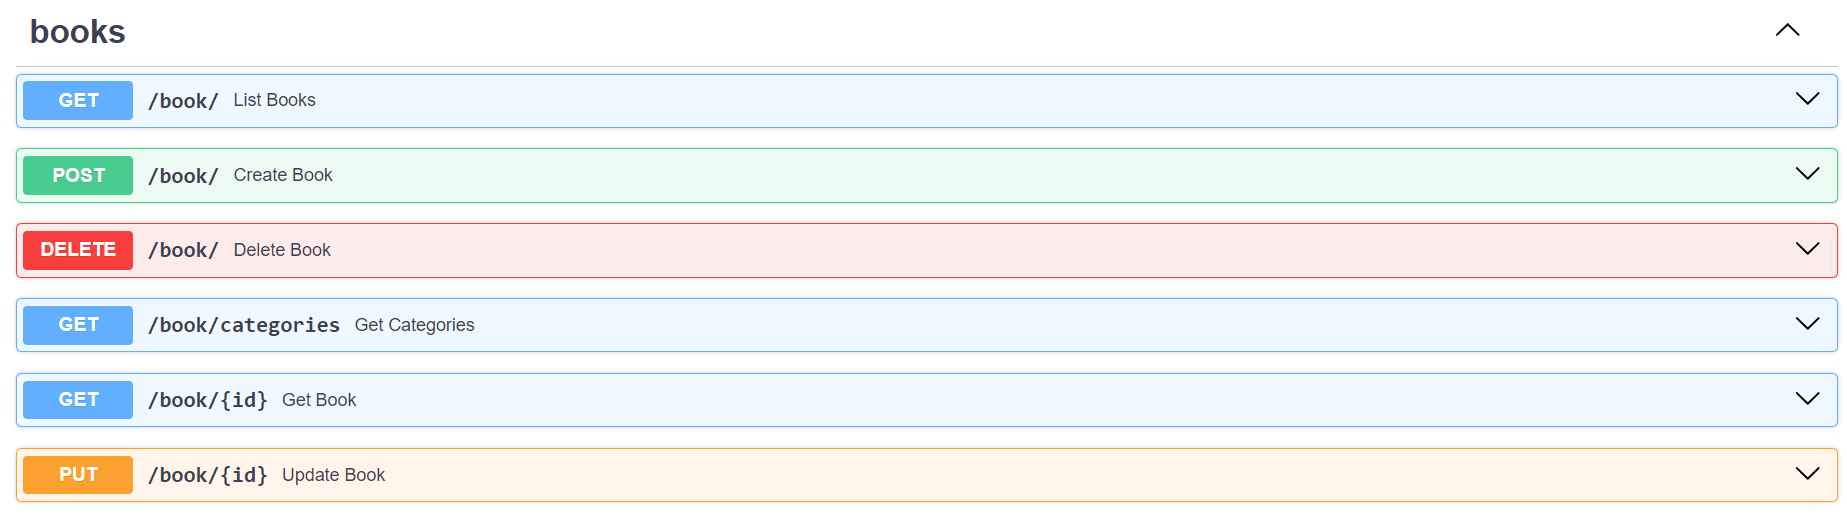 books
GET /book/ List Books
POST /book/ Create Book
DELETE /book/ Delete Book
GET /book/categories Get Categories
GET /book/{id} Get Book
PUT /book/{id} Update Book